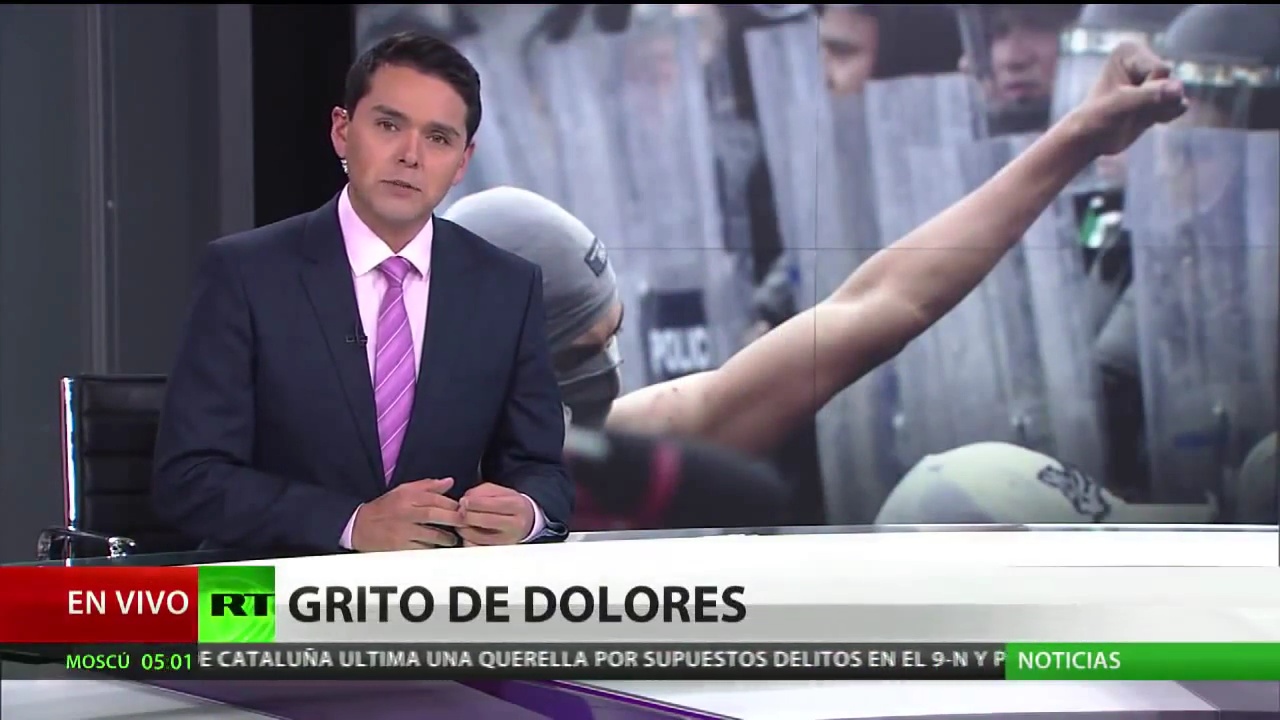 POLIC
EN VIVO RT GRITO DE DOLORES
MOSCÚ 05:01 E CATALUÑA ULTIMA UNA QUERELLA POR SUPUESTOS DELITOS EN EL 9-N Y P NOTICIAS